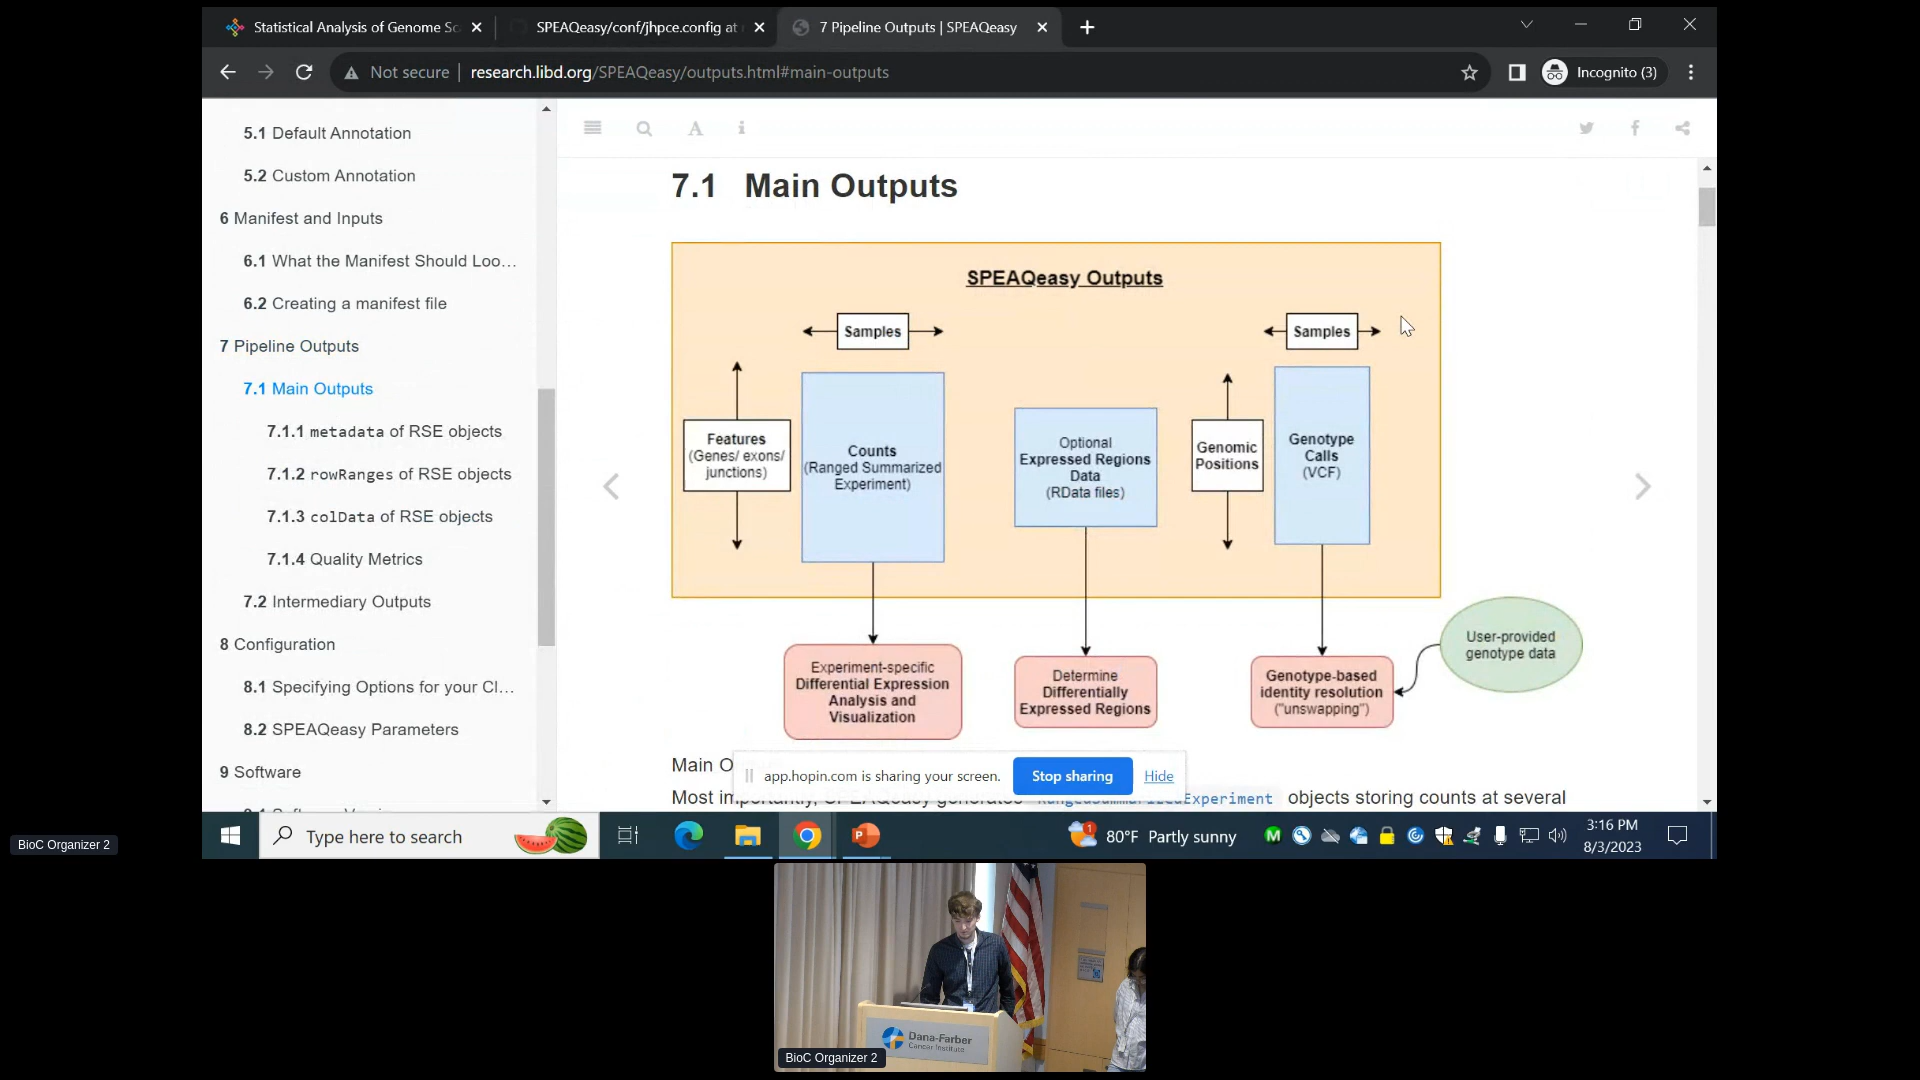 Statistical Analysis of Genome Sc
SPEAQeasy/conf/jhpce.config at
7 Pipeline Outputs | SPEAQeasy
Not secure
research.libd.org/SPEAQeasy/outputs.html#main-outputs
Incognito (3)
5.1 Default Annotation
5.2 Custom Annotation
6 Manifest and Inputs
6.1 What the Manifest Should Loo...
6.2 Creating a manifest file
7 Pipeline Outputs
7.1 Main Outputs
7.1.1 metadata of RSE objects
7.1.2 rowRanges of RSE objects
7.1.3 colData of RSE objects
7.1.4 Quality Metrics
7.2 Intermediary Outputs
8 Configuration
8.1 Specifying Options for your Cl...
8.2 SPEAQeasy Parameters
9 Software
7.1 Main Outputs
SPEAQeasy Outputs
Samples
Features
(Genes/ exons/
junctions)
Counts
(Ranged Summarized
Experiment)
Optional
Expressed Regions
Data
(RData files)
Samples
Genomic
Positions
Genotype
Calls
(VCF)
Experiment-specific
Differential Expression
Analysis and
Visualization
Determine
Differentially
Expressed Regions
Genotype-based
identity resolution
("unswapping")
User-provided
genotype data
Main O
app.hopin.com is sharing your screen.
Stop sharing
Hide
Most importantly, SPEAQeasy generates RangedSummarizedExperiment objects storing counts at several
Type here to search
1
80°F Partly sunny
3:16 PM
8/3/2023
BioC Organizer 2
Dana-Farber
Cancer Institute
BioC Organizer 2